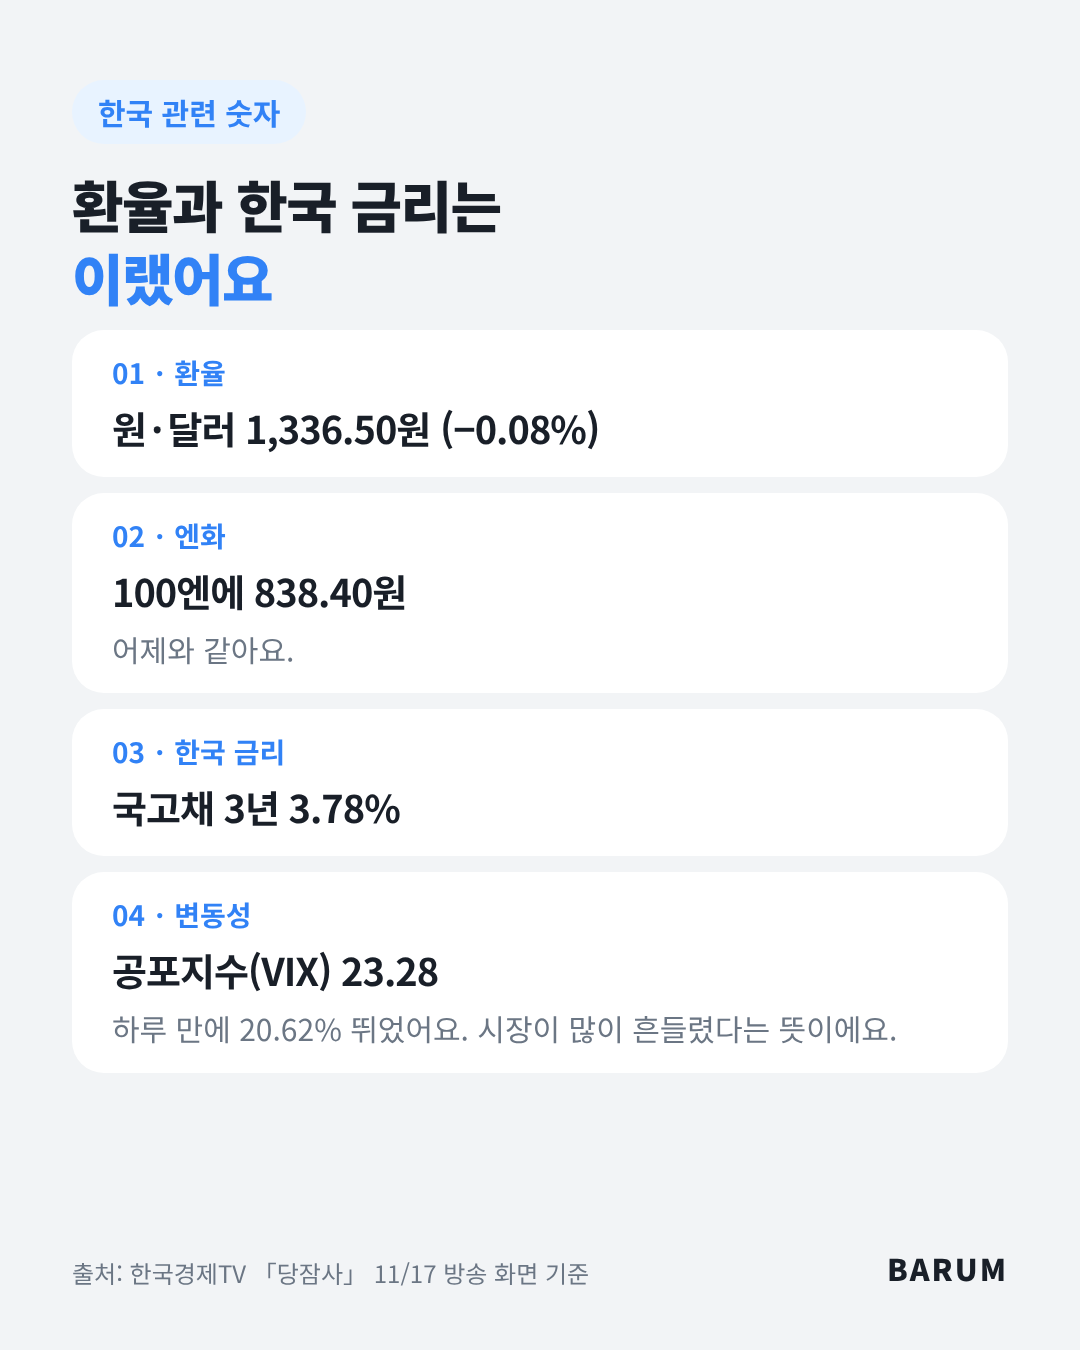 한국 관련 숫자
환율과 한국 금리는
이랬어요
01 · 환율
원·달러 1,336.50원 (−0.08%)
02 · 엔화
100엔에 838.40원
어제와 같아요.
03 · 한국 금리
국고채 3년 3.78%
04 · 변동성
공포지수(VIX) 23.28
하루 만에 20.62% 뛰었어요. 시장이 많이 흔들렸다는 뜻이에요.
출처: 한국경제TV 「당잠사」 11/17 방송 화면 기준
BARUM